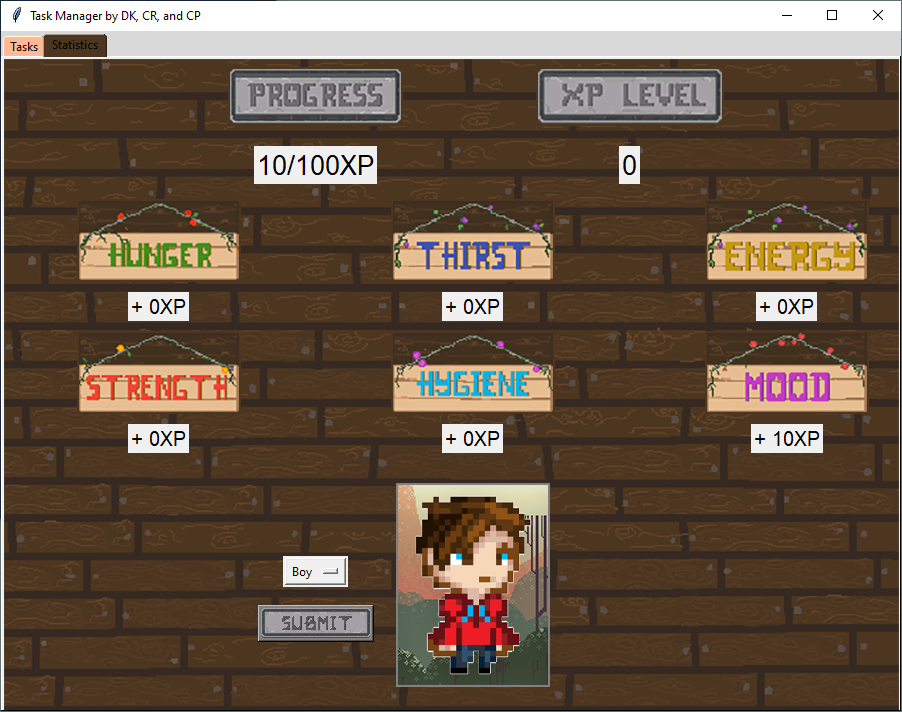 Task Manager by DK, CR, and CP
Tasks Statistics
PROGRESS XP LEVEL
10/100XP 0
HUNGER THIRST ENERGY
+ 0XP + 0XP + 0XP
STRENGTH HYGIENE MOOD
+ 0XP + 0XP + 10XP
Boy
SUBMIT